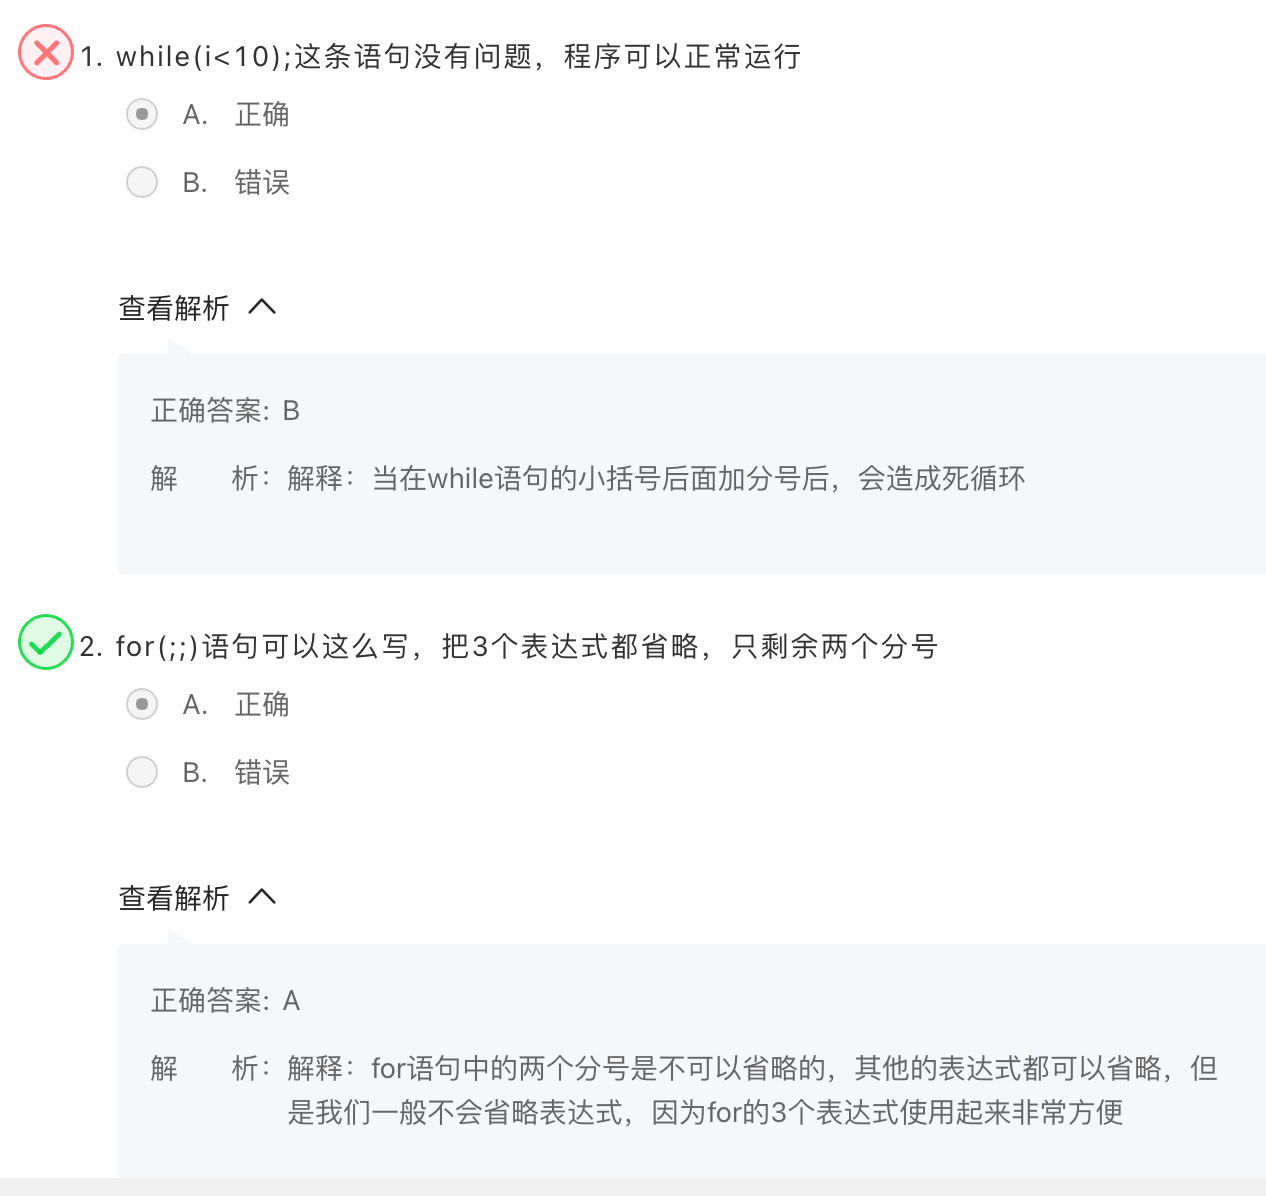 1. while(i<10);这条语句没有问题，程序可以正常运行
A. 正确
B. 错误
查看解析
正确答案: B
解 析：解释：当在while语句的小括号后面加分号后，会造成死循环
2. for(;;)语句可以这么写，把3个表达式都省略，只剩余两个分号
A. 正确
B. 错误
查看解析
正确答案: A
解 析：解释：for语句中的两个分号是不可以省略的，其他的表达式都可以省略，但
是我们一般不会省略表达式，因为for的3个表达式使用起来非常方便